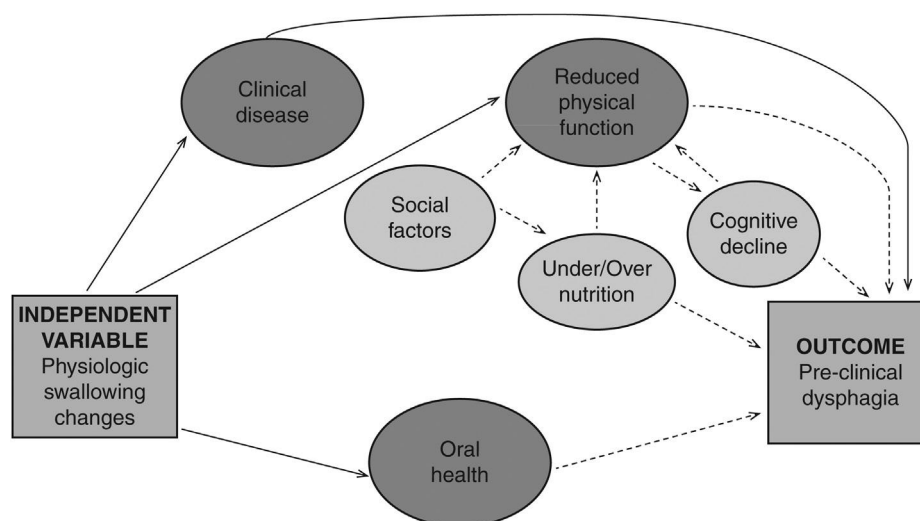 Clinical
disease
Reduced
physical
function
Social
factors
Cognitive
decline
Under/Over
nutrition
INDEPENDENT
VARIABLE
Physiologic
swallowing
changes
OUTCOME
Pre-clinical
dysphagia
Oral
health